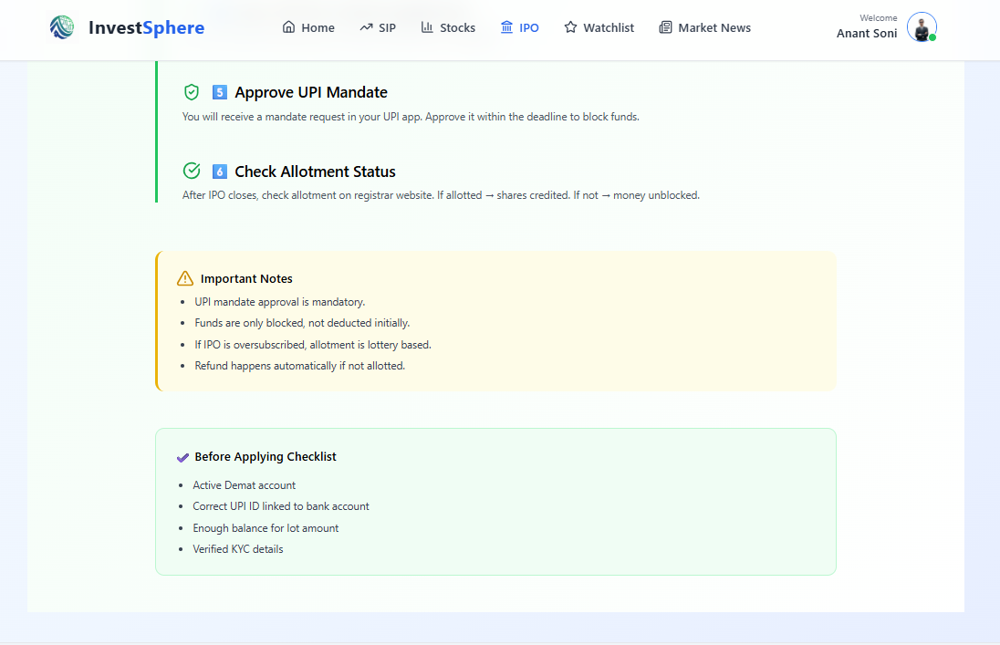 InvestSphere
Home
SIP
Stocks
IPO
Watchlist
Market News
Welcome
Anant Soni
5 Approve UPI Mandate
You will receive a mandate request in your UPI app. Approve it within the deadline to block funds.
6 Check Allotment Status
After IPO closes, check allotment on registrar website. If allotted → shares credited. If not → money unblocked.
Important Notes
• UPI mandate approval is mandatory.
• Funds are only blocked, not deducted initially.
• If IPO is oversubscribed, allotment is lottery based.
• Refund happens automatically if not allotted.
✔ Before Applying Checklist
• Active Demat account
• Correct UPI ID linked to bank account
• Enough balance for lot amount
• Verified KYC details